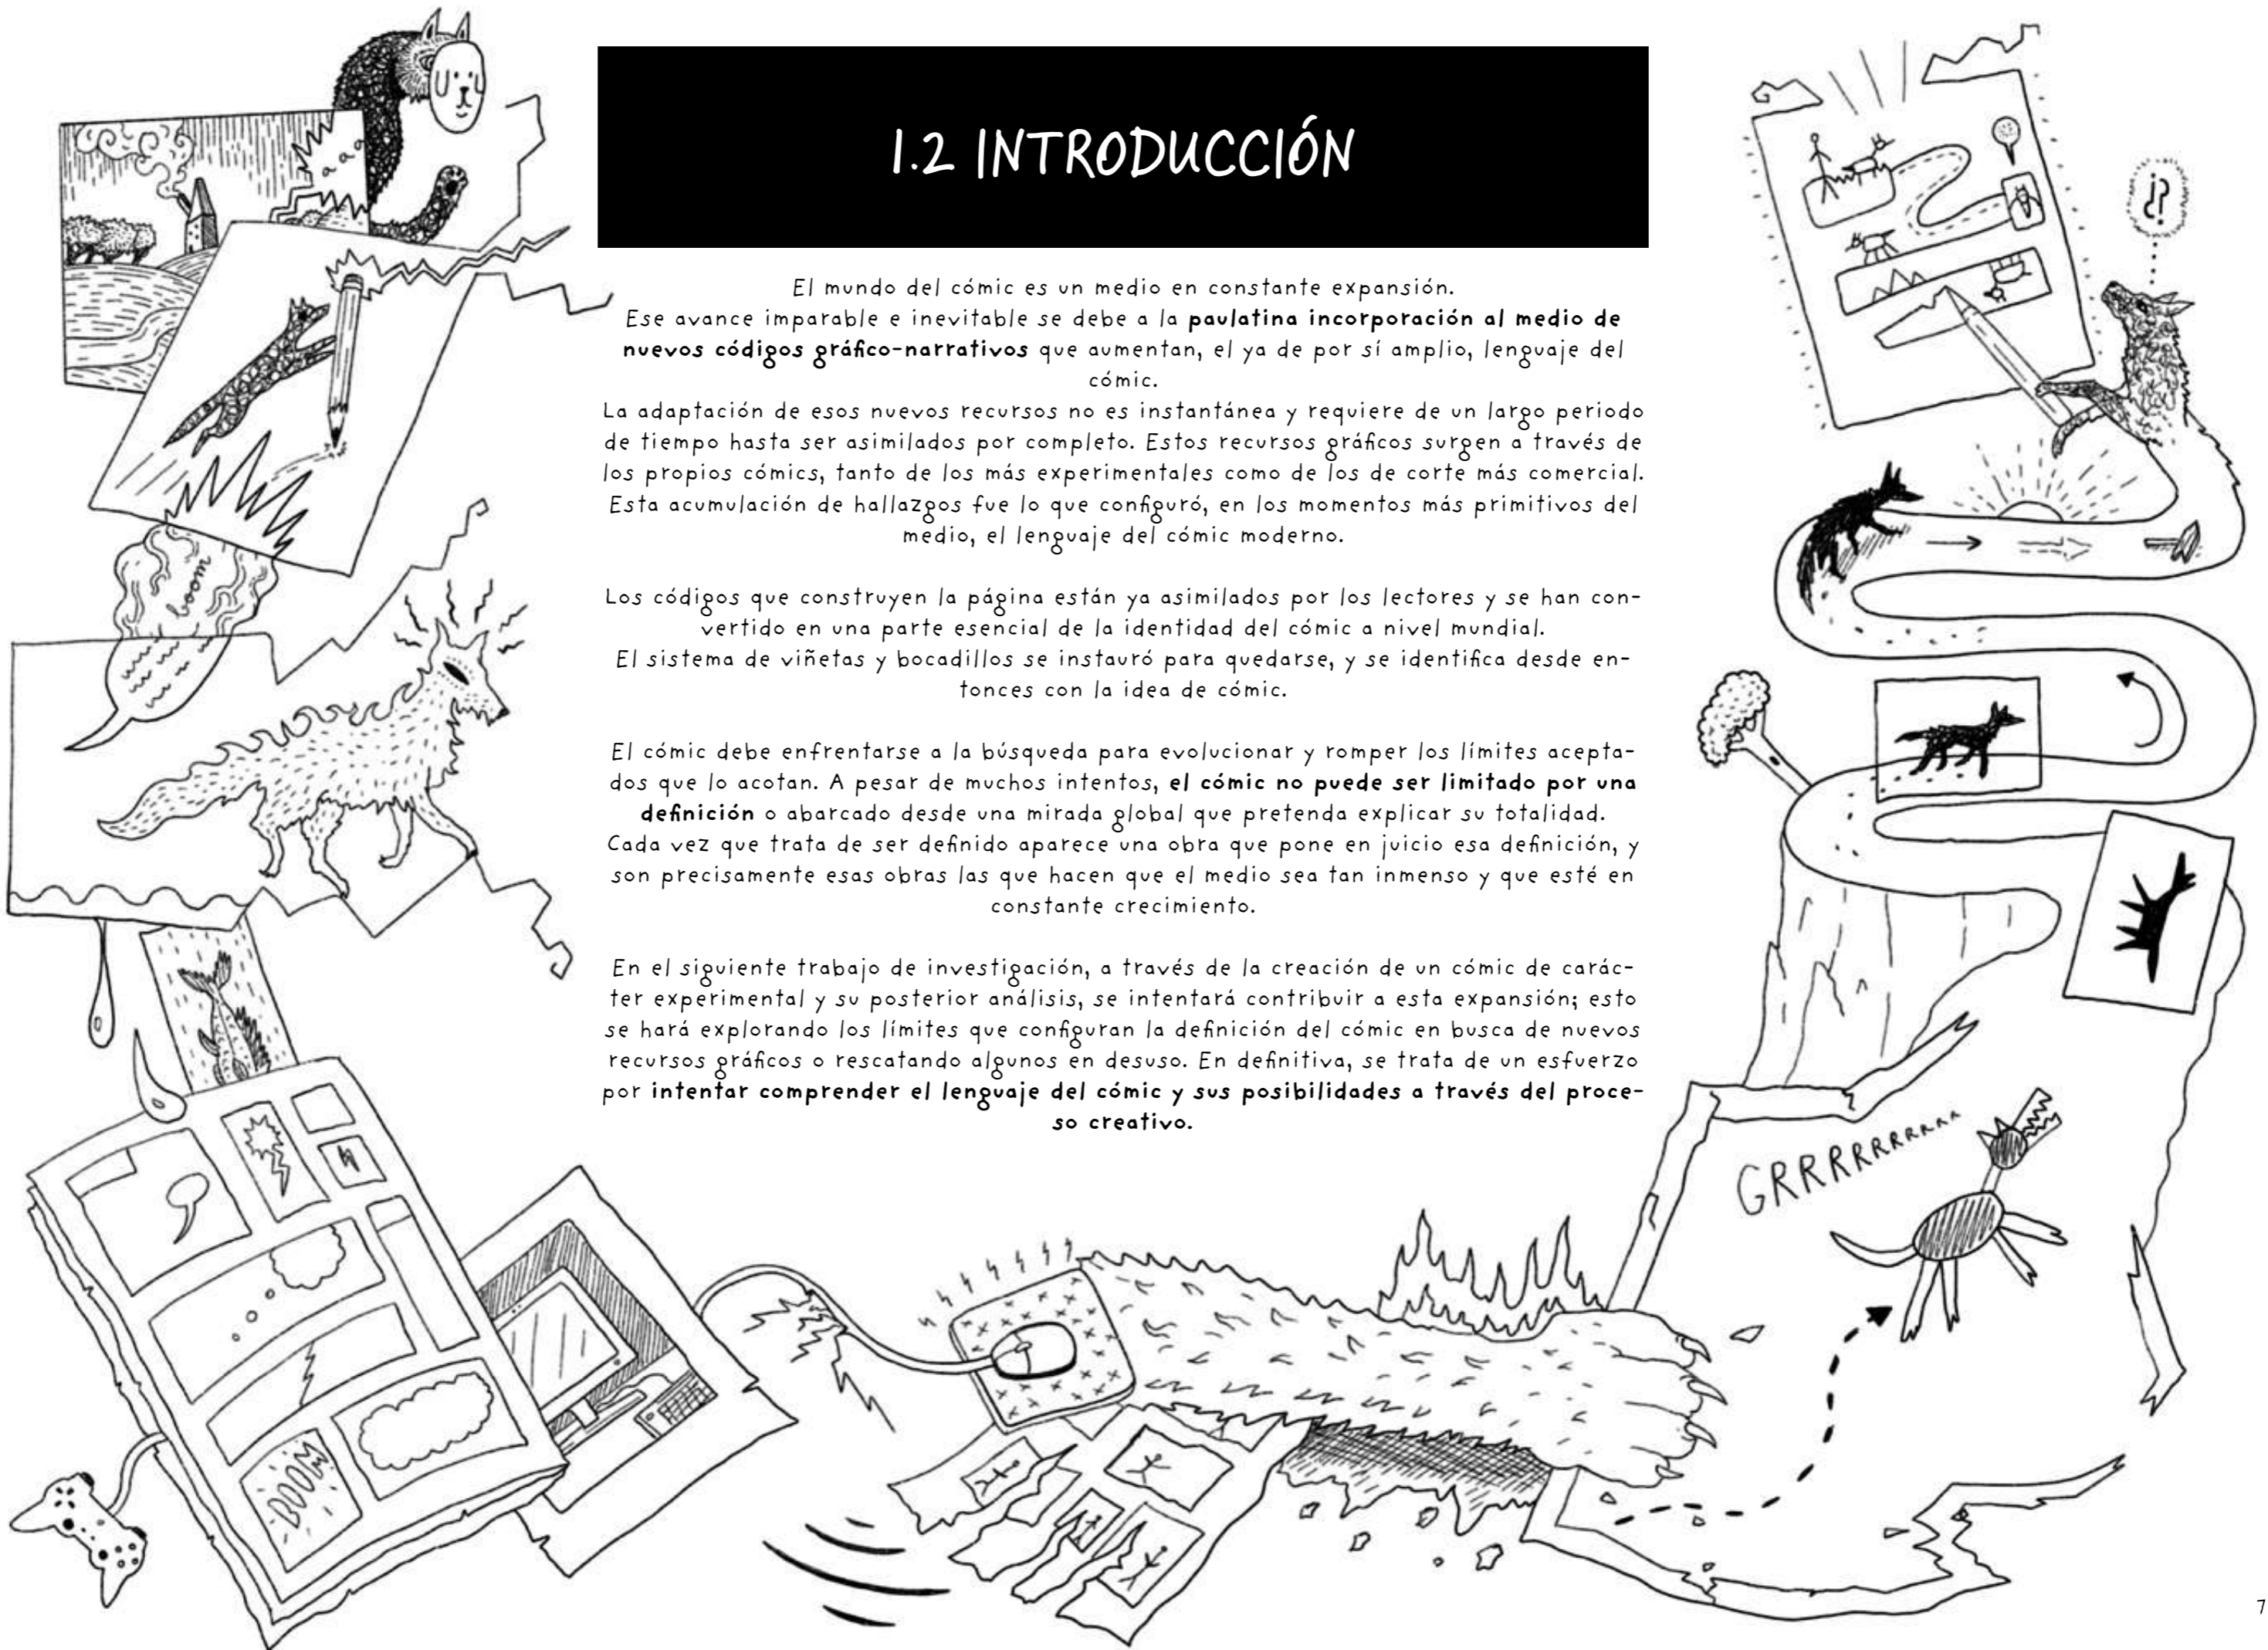 1.2 INTRODUCCIÓN
El mundo del cómic es un medio en constante expansión.
Ese avance imparable e inevitable se debe a la paulatina incorporación al medio de
nuevos códigos gráfico-narrativos que aumentan, el ya de por sí amplio, lenguaje del
cómic.
La adaptación de esos nuevos recursos no es instantánea y requiere de un largo periodo
de tiempo hasta ser asimilados por completo. Estos recursos gráficos surgen a través de
los propios cómics, tanto de los más experimentales como de los de corte más comercial.
Esta acumulación de hallazgos fue lo que configuró, en los momentos más primitivos del
medio, el lenguaje del cómic moderno.
Los códigos que construyen la página están ya asimilados por los lectores y se han con-
vertido en una parte esencial de la identidad del cómic a nivel mundial.
El sistema de viñetas y bocadillos se instauró para quedarse, y se identifica desde en-
tonces con la idea de cómic.
El cómic debe enfrentarse a la búsqueda para evolucionar y romper los límites acepta-
dos que lo acotan. A pesar de muchos intentos, el cómic no puede ser limitado por una
definición o abarcado desde una mirada global que pretenda explicar su totalidad.
Cada vez que trata de ser definido aparece una obra que pone en juicio esa definición, y
son precisamente esas obras las que hacen que el medio sea tan inmenso y que esté en
constante crecimiento.
En el siguiente trabajo de investigación, a través de la creación de un cómic de carác-
ter experimental y su posterior análisis, se intentará contribuir a esta expansión; esto
se hará explorando los límites que configuran la definición del cómic en busca de nuevos
recursos gráficos o rescatando algunos en desuso. En definitiva, se trata de un esfuerzo
por intentar comprender el lenguaje del cómic y sus posibilidades a través del proce-
so creativo.
a a a
boom
¿?
GRRRRRRRRRR
BOOM
7